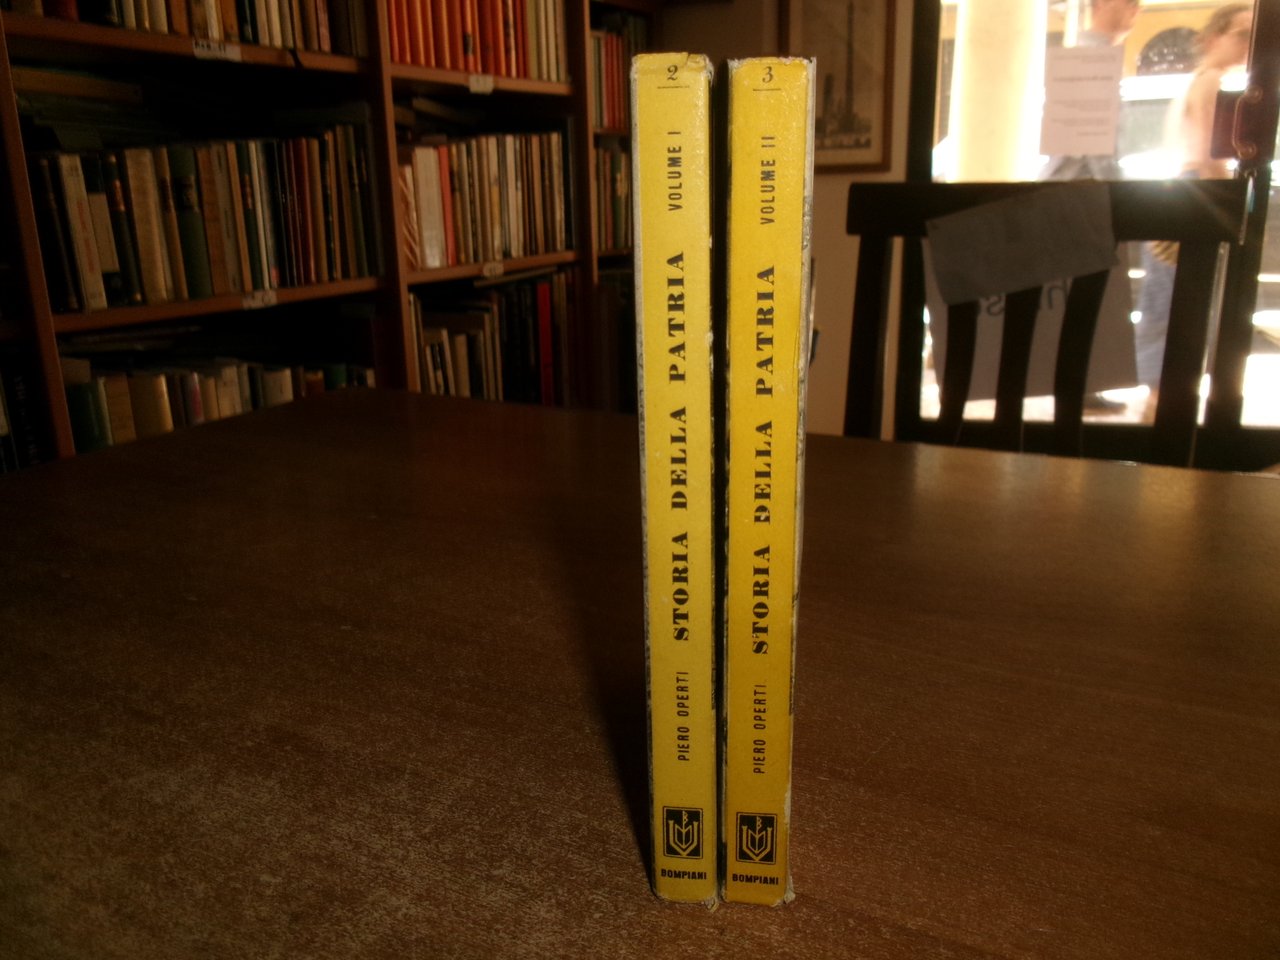 2
VOLUME I
STORIA DELLA PATRIA
PIERO OPERTI
BOMPIANI
3
VOLUME II
STORIA DELLA PATRIA
PIERO OPERTI
BOMPIANI